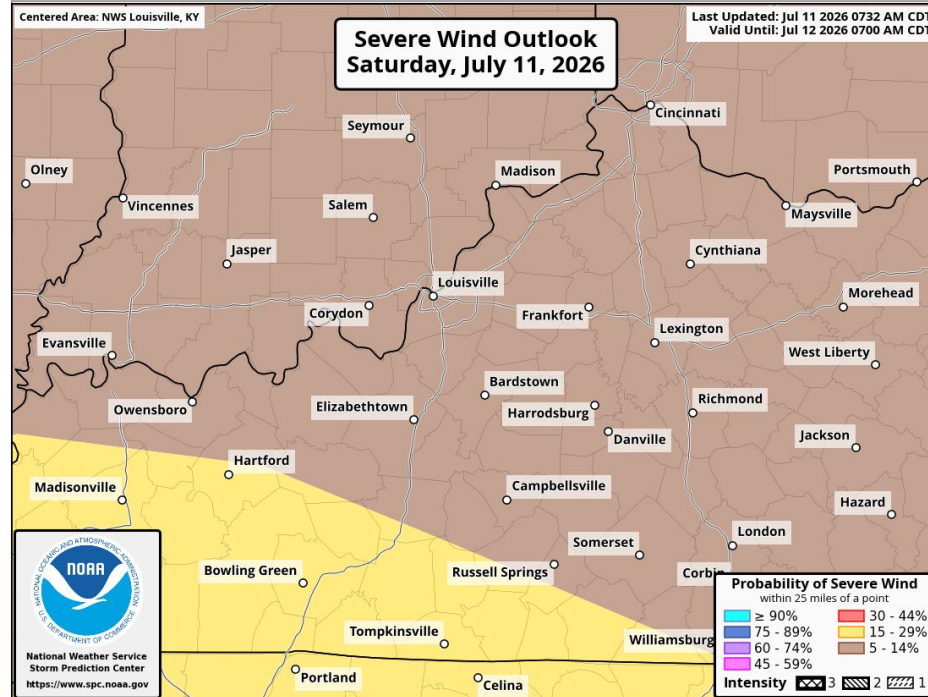 Centered Area: NWS Louisville, KY
Last Updated: Jul 11 2026 0732 AM CDT
Valid Until: Jul 12 2026 0700 AM CDT
Severe Wind Outlook
Saturday, July 11, 2026
Cincinnati
Seymour
Olney
Madison
Portsmouth
Vincennes
Salem
Maysville
Jasper
Cynthiana
Louisville
Corydon
Frankfort
Morehead
Evansville
Lexington
West Liberty
Bardstown
Owensboro
Elizabethtown
Harrodsburg
Richmond
Danville
Jackson
Hartford
Madisonville
Campbellsville
Hazard
London
Somerset
Bowling Green
Russell Springs
Corbin
Tompkinsville
Williamsburg
Portland
Celina
NATIONAL OCEANIC AND ATMOSPHERIC ADMINISTRATION
NOAA
U.S. DEPARTMENT OF COMMERCE
National Weather Service
Storm Prediction Center
https://www.spc.noaa.gov
Probability of Severe Wind
within 25 miles of a point
≥ 90% 30 - 44%
75 - 89% 15 - 29%
60 - 74% 5 - 14%
45 - 59%
Intensity 3 2 1